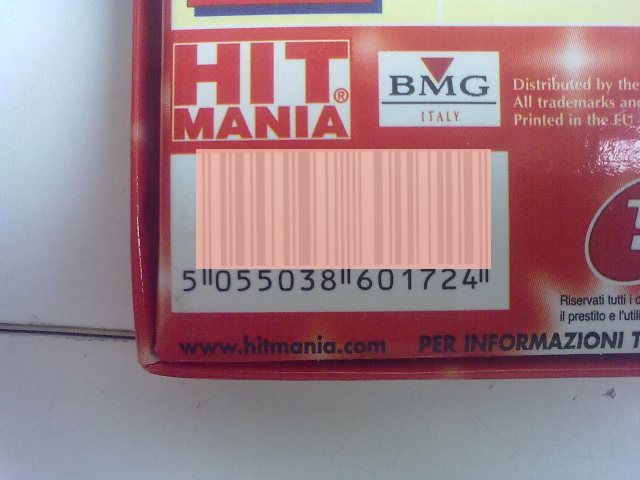 HIT
MANIA®
BMG
ITALY
Distributed by the
All trademarks an
Printed in the EU
5 055038 601724
Riservati tutti i d
il prestito e l'utili
www.hitmania.com
PER INFORMAZIONI T